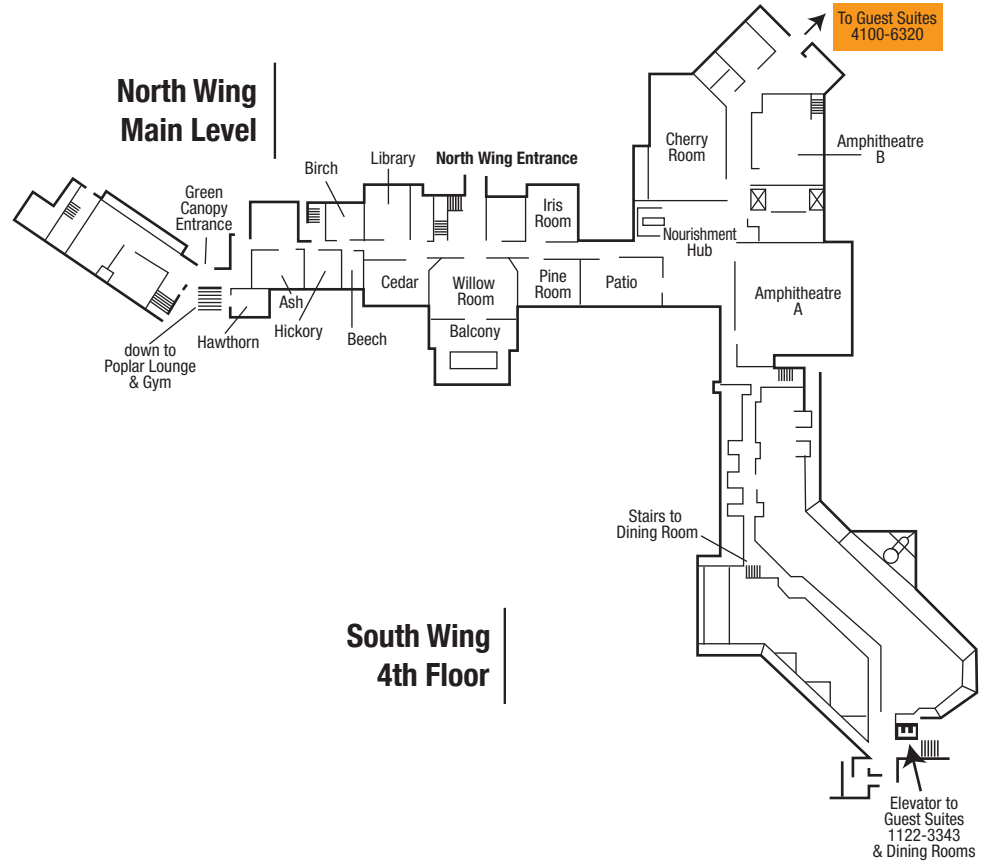 To Guest Suites
4100-6320
North Wing
Main Level
Green
Canopy
Entrance
Birch
Library
North Wing Entrance
Iris
Room
Cherry
Room
Amphitheatre
B
Nourishment
Hub
Cedar
Willow
Room
Pine
Room
Patio
Amphitheatre
A
Ash
Hickory
Beech
Hawthorn
Balcony
down to
Poplar Lounge
& Gym
Stairs to
Dining Room
South Wing
4th Floor
Elevator to
Guest Suites
1122-3343
& Dining Rooms